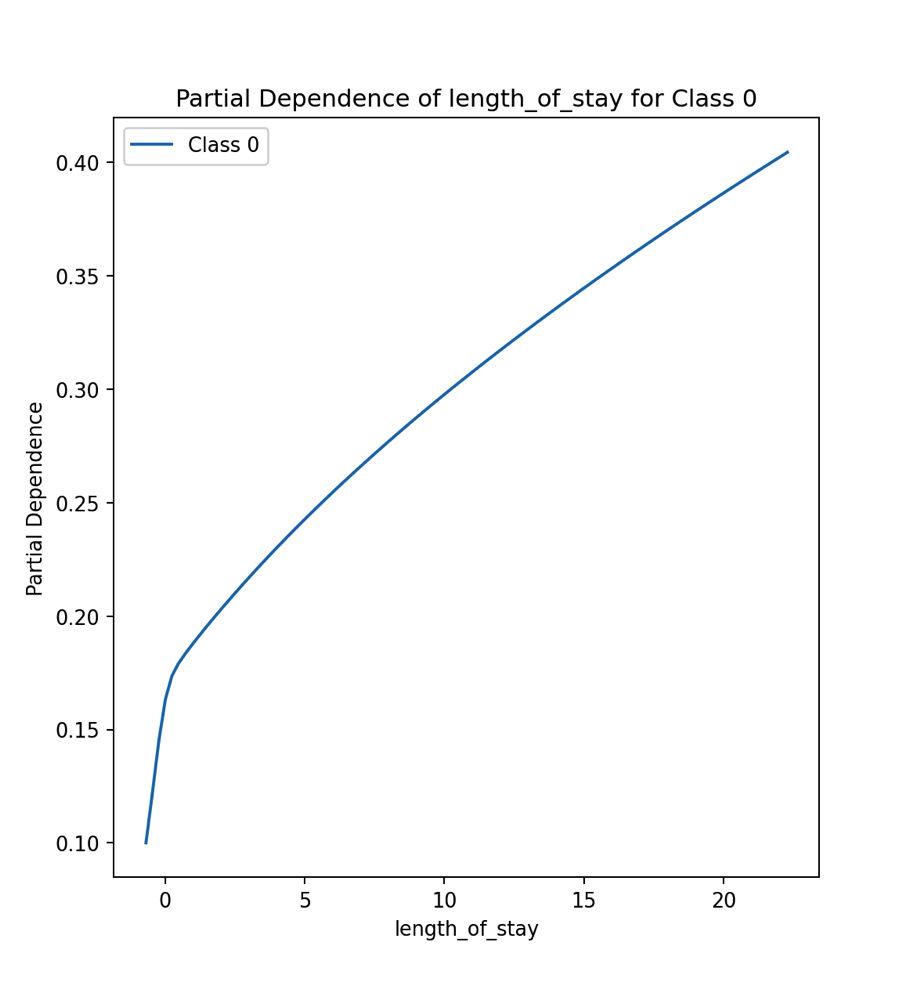 Partial Dependence of length_of_stay for Class 0
Class 0
Partial Dependence
0.40
0.35
0.30
0.25
0.20
0.15
0.10
0 5 10 15 20
length_of_stay